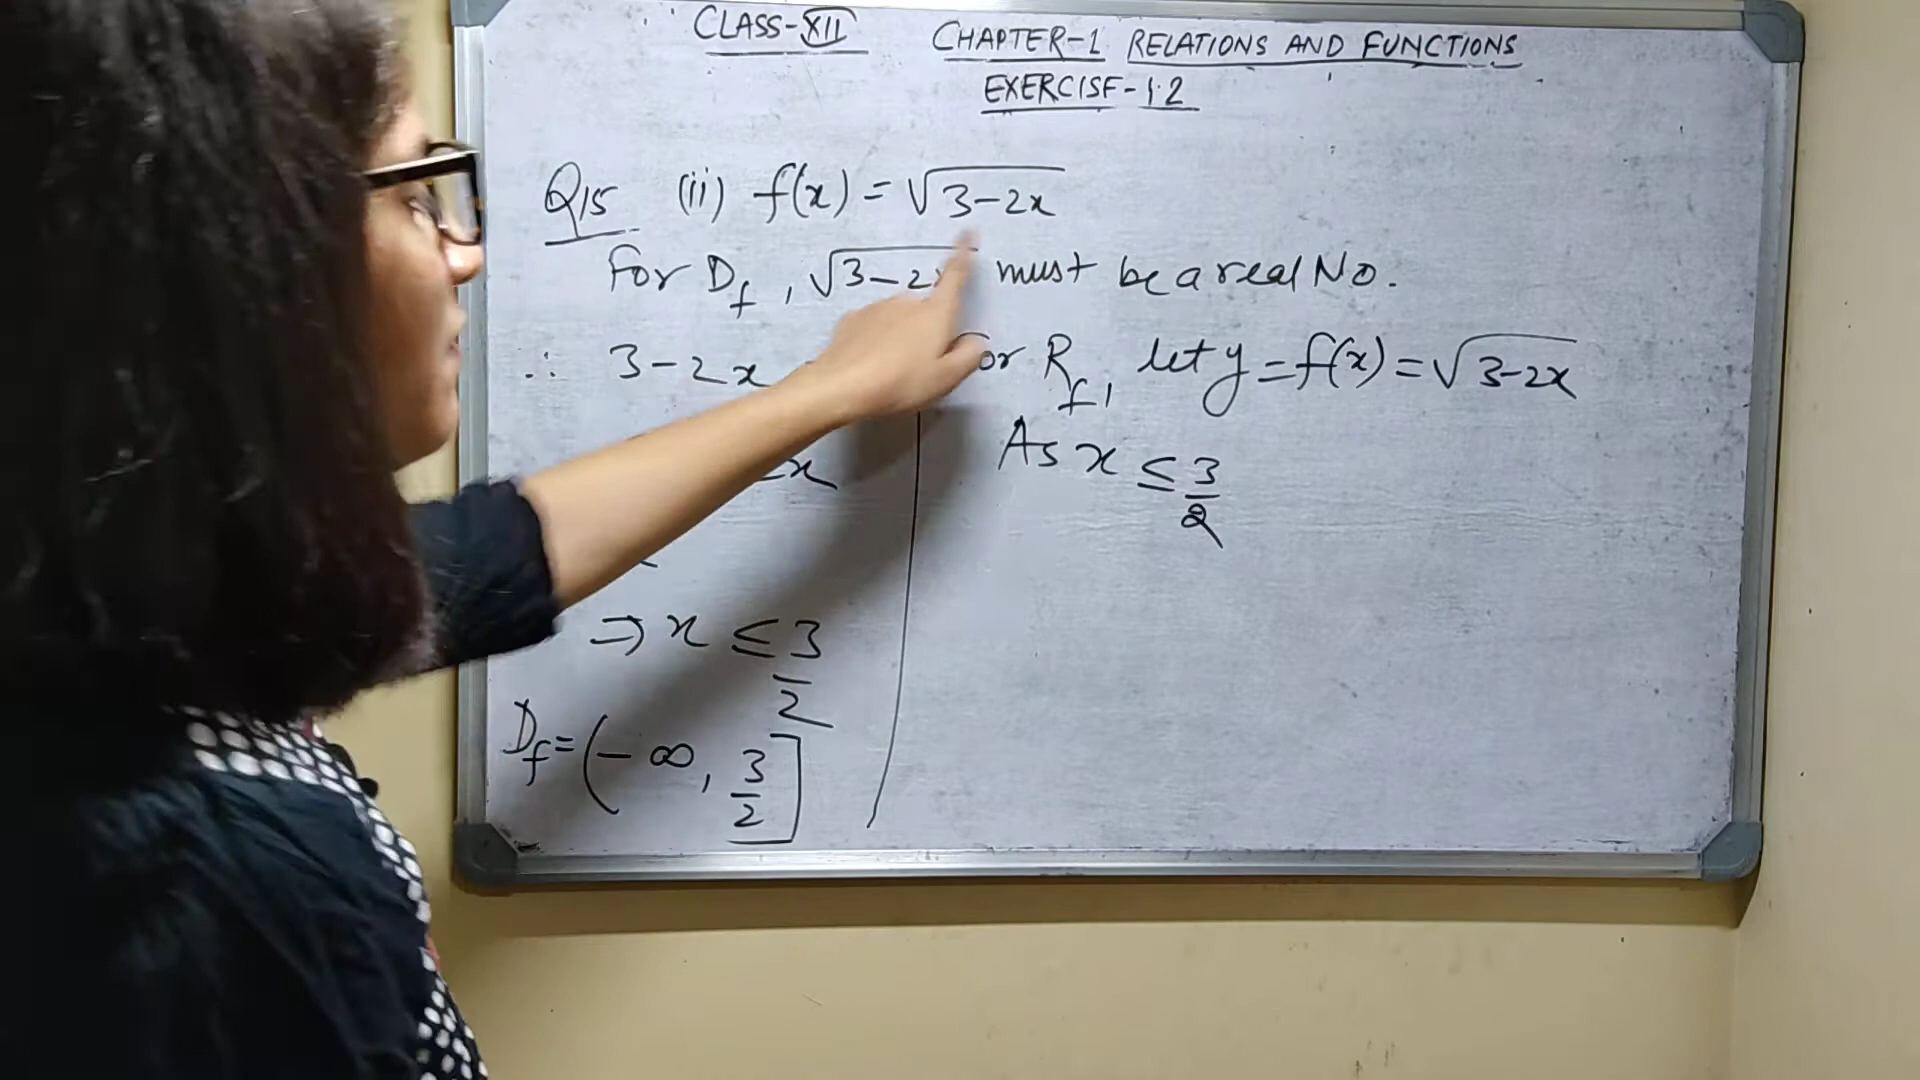 CLASS-XII CHAPTER-1 RELATIONS AND FUNCTIONS
EXERCISE-1.2
Q15 (ii) f(x) = √3-2x
For Df, √3-2x must be a real No.
∴ 3-2x
⇒ x ≤ 3/2
Df = (-∞, 3/2]
For Rf, let y = f(x) = √3-2x
As x ≤ 3/2